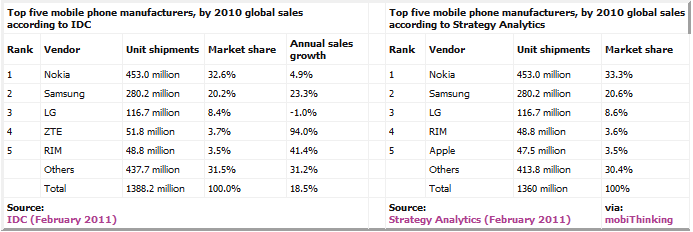 Top five mobile phone manufacturers, by 2010 global sales
according to IDC
Rank Vendor Unit shipments Market share Annual sales growth
1 Nokia 453.0 million 32.6% 4.9%
2 Samsung 280.2 million 20.2% 23.3%
3 LG 116.7 million 8.4% -1.0%
4 ZTE 51.8 million 3.7% 94.0%
5 RIM 48.8 million 3.5% 41.4%
Others 437.7 million 31.5% 31.2%
Total 1388.2 million 100.0% 18.5%
Source:
IDC (February 2011)
Top five mobile phone manufacturers, by 2010 global sales
according to Strategy Analytics
Rank Vendor Unit shipments Market share
1 Nokia 453.0 million 33.3%
2 Samsung 280.2 million 20.6%
3 LG 116.7 million 8.6%
4 RIM 48.8 million 3.6%
5 Apple 47.5 million 3.5%
Others 413.8 million 30.4%
Total 1360 million 100%
Source: via:
Strategy Analytics (February 2011) mobiThinking